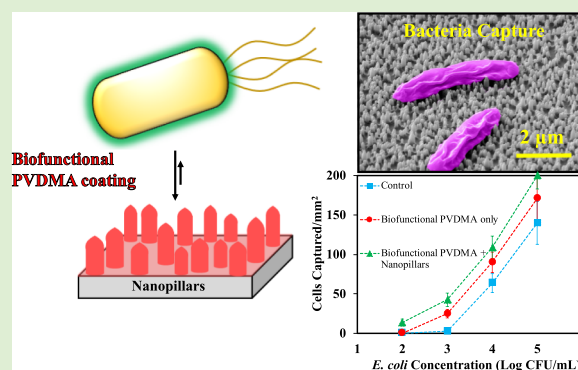 Biofunctional
PVDMA coating
Nanopillars
Bacteria Capture
2 µm
Cells Captured/mm²
200
150
100
50
0
Control
Biofunctional PVDMA only
Biofunctional PVDMA +
Nanopillars
1 2 3 4 5
E. coli Concentration (Log CFU/mL)